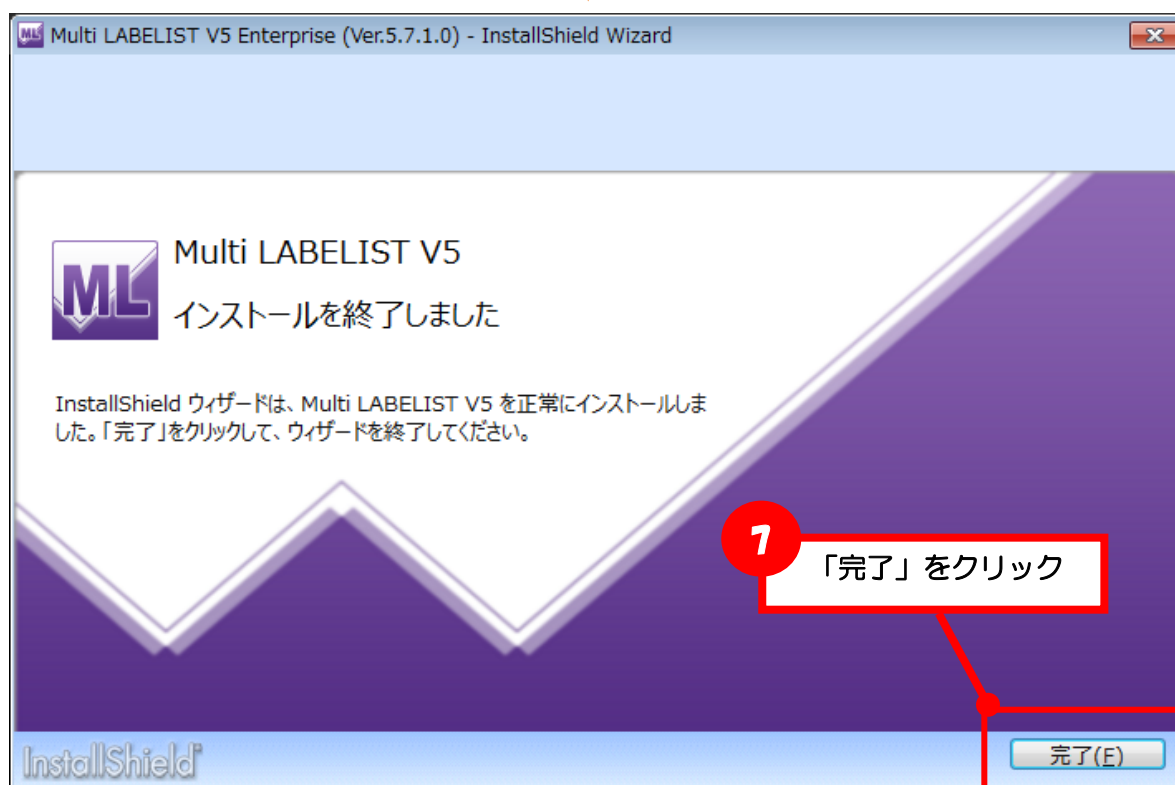 Multi LABELIST V5 Enterprise (Ver.5.7.1.0) - InstallShield Wizard
ML
Multi LABELIST V5
インストールを終了しました
InstallShield ウィザードは、Multi LABELIST V5 を正常にインストールしま
した。「完了」をクリックして、ウィザードを終了してください。
7
「完了」をクリック
InstallShield
完了(F)